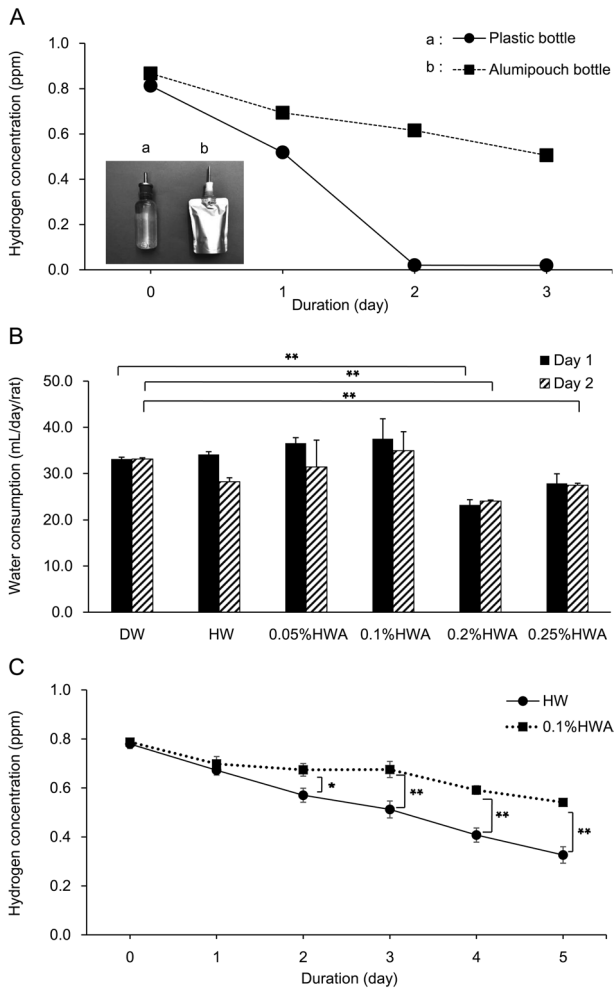 A
Hydrogen concentration (ppm)
1.0
0.8
0.6
0.4
0.2
0.0
a : Plastic bottle
b : Alumipouch bottle
a b
0 1 2 3
Duration (day)
B
Water consumption (mL/day/rat)
50.0
40.0
30.0
20.0
10.0
0.0
**
**
**
Day 1
Day 2
DW HW 0.05%HWA 0.1%HWA 0.2%HWA 0.25%HWA
C
Hydrogen concentration (ppm)
1.0
0.8
0.6
0.4
0.2
0.0
HW
0.1%HWA
*
**
**
**
0 1 2 3 4 5
Duration (day)